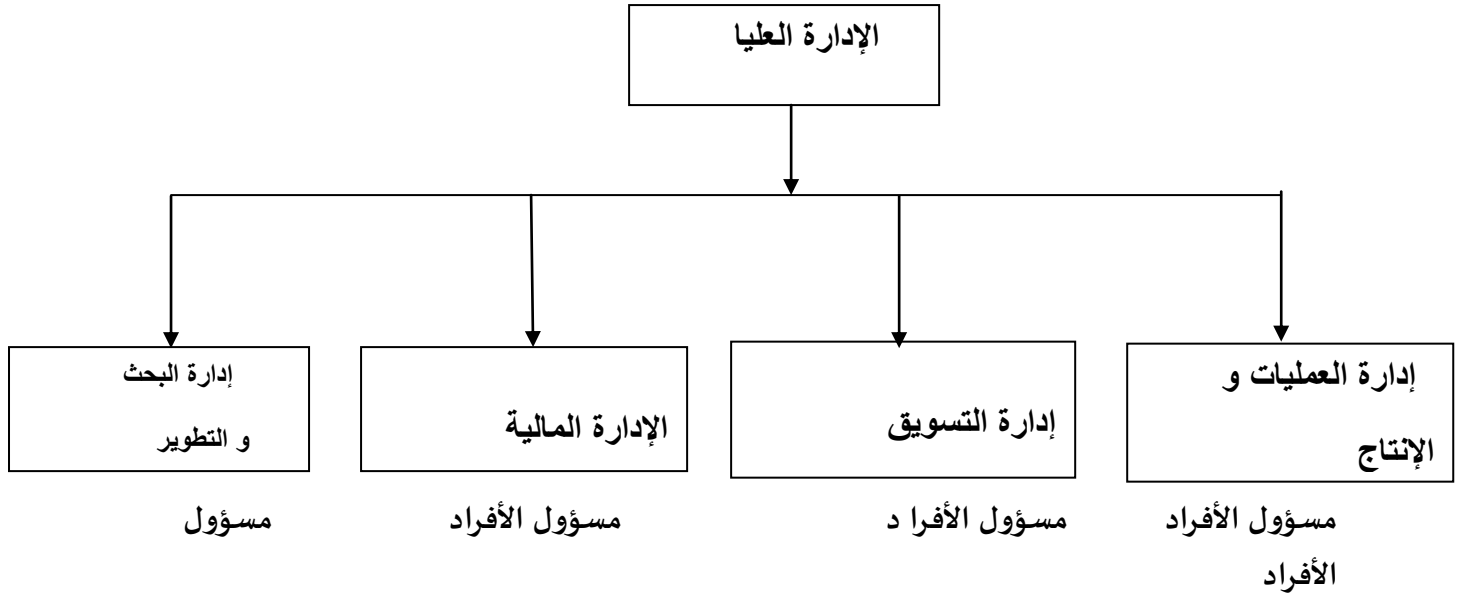 الإدارة العليا
إدارة العمليات و
الإنتاج
إدارة التسويق
الإدارة المالية
إدارة البحث
و التطوير
مسؤول الأفراد
مسؤول الأفرا د
مسؤول الأفراد
مسؤول
الأفراد